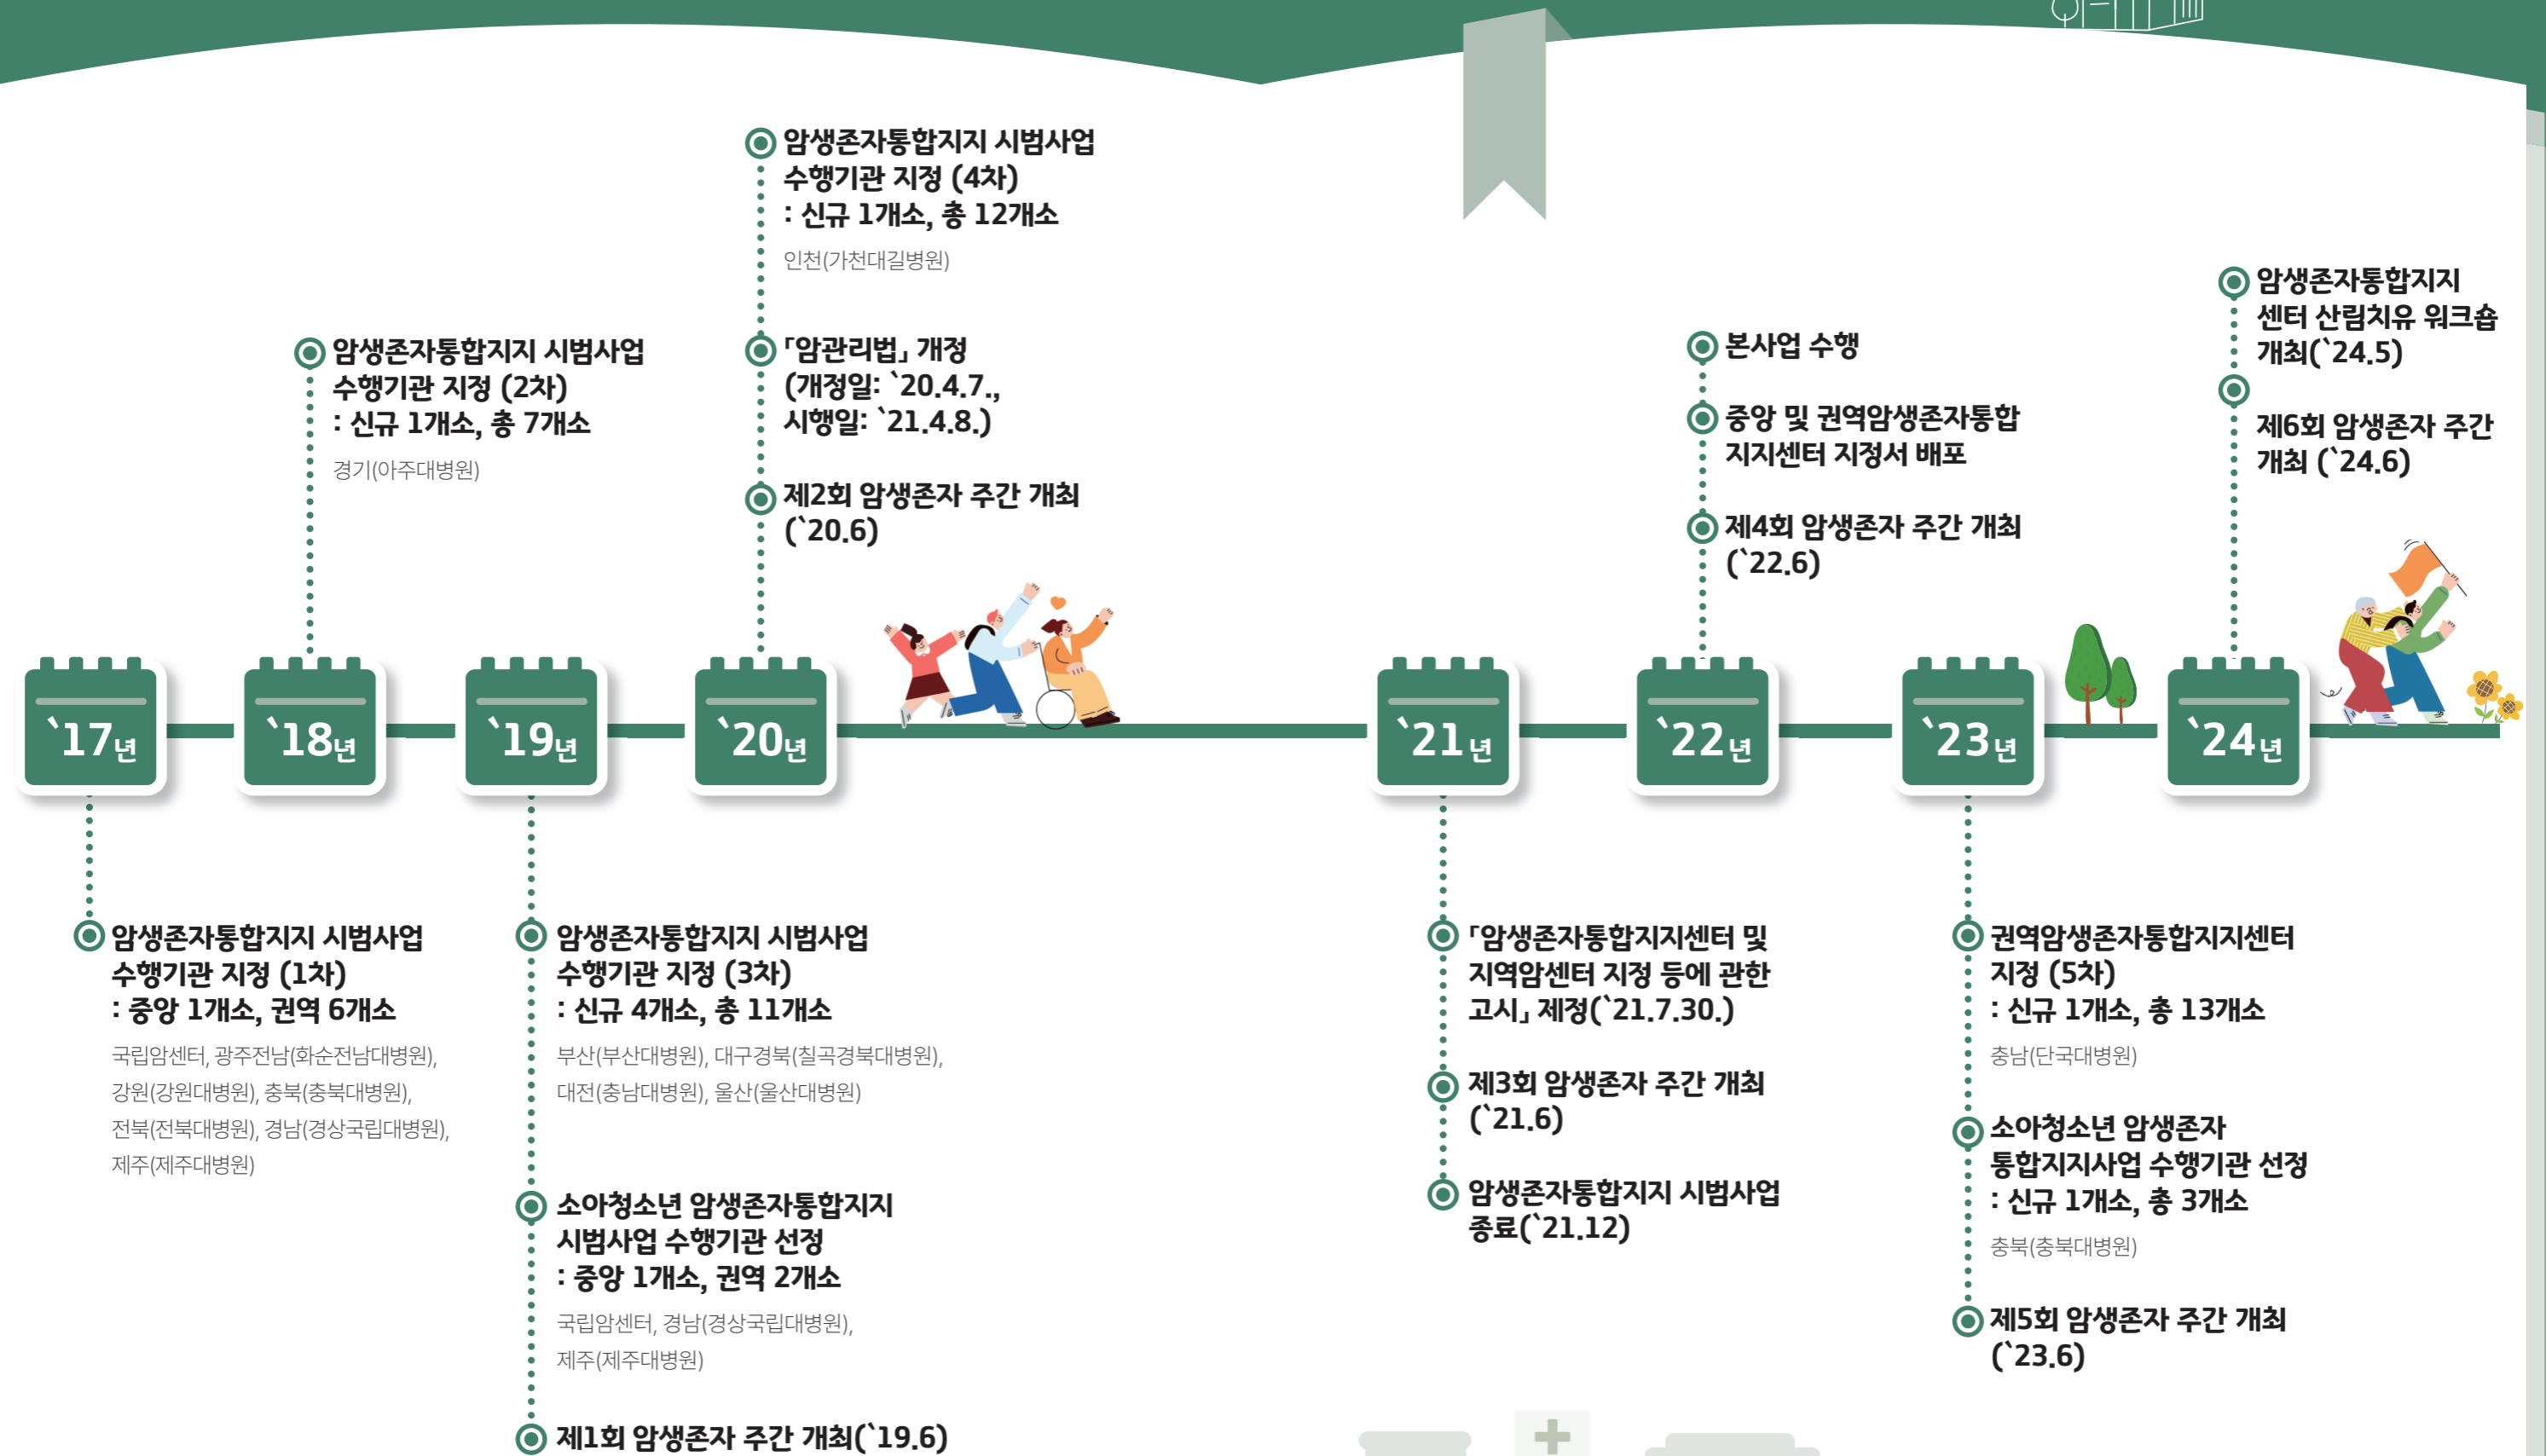 `17년
암생존자통합지지 시범사업
수행기관 지정 (1차)
: 중앙 1개소, 권역 6개소
국립암센터, 광주전남(화순전남대병원),
강원(강원대병원), 충북(충북대병원),
전북(전북대병원), 경남(경상국립대병원),
제주(제주대병원)
`18년
암생존자통합지지 시범사업
수행기관 지정 (2차)
: 신규 1개소, 총 7개소
경기(아주대병원)
`19년
암생존자통합지지 시범사업
수행기관 지정 (3차)
: 신규 4개소, 총 11개소
부산(부산대병원), 대구경북(칠곡경북대병원),
대전(충남대병원), 울산(울산대병원)
소아청소년 암생존자통합지지
시범사업 수행기관 선정
: 중앙 1개소, 권역 2개소
국립암센터, 경남(경상국립대병원),
제주(제주대병원)
제1회 암생존자 주간 개최(`19.6)
`20년
암생존자통합지지 시범사업
수행기관 지정 (4차)
: 신규 1개소, 총 12개소
인천(가천대길병원)
「암관리법」 개정
(개정일: `20.4.7.,
시행일: `21.4.8.)
제2회 암생존자 주간 개최
(`20.6)
`21년
「암생존자통합지지센터 및
지역암센터 지정 등에 관한
고시」 제정(`21.7.30.)
제3회 암생존자 주간 개최
(`21.6)
암생존자통합지지 시범사업
종료(`21.12)
`22년
본사업 수행
중앙 및 권역암생존자통합
지지센터 지정서 배포
제4회 암생존자 주간 개최
(`22.6)
`23년
권역암생존자통합지지센터
지정 (5차)
: 신규 1개소, 총 13개소
충남(단국대병원)
소아청소년 암생존자
통합지지사업 수행기관 선정
: 신규 1개소, 총 3개소
충북(충북대병원)
제5회 암생존자 주간 개최
(`23.6)
`24년
암생존자통합지지
센터 산림치유 워크숍
개최(`24.5)
제6회 암생존자 주간
개최 (`24.6)